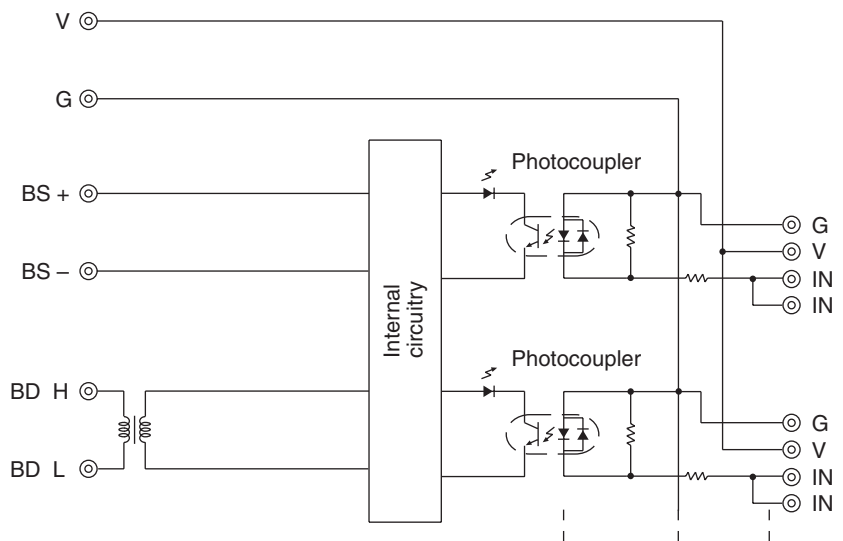 V
G
BS +
BS −
BD H
BD L
Internal
circuitry
Photocoupler
G
V
IN
IN
Photocoupler
G
V
IN
IN